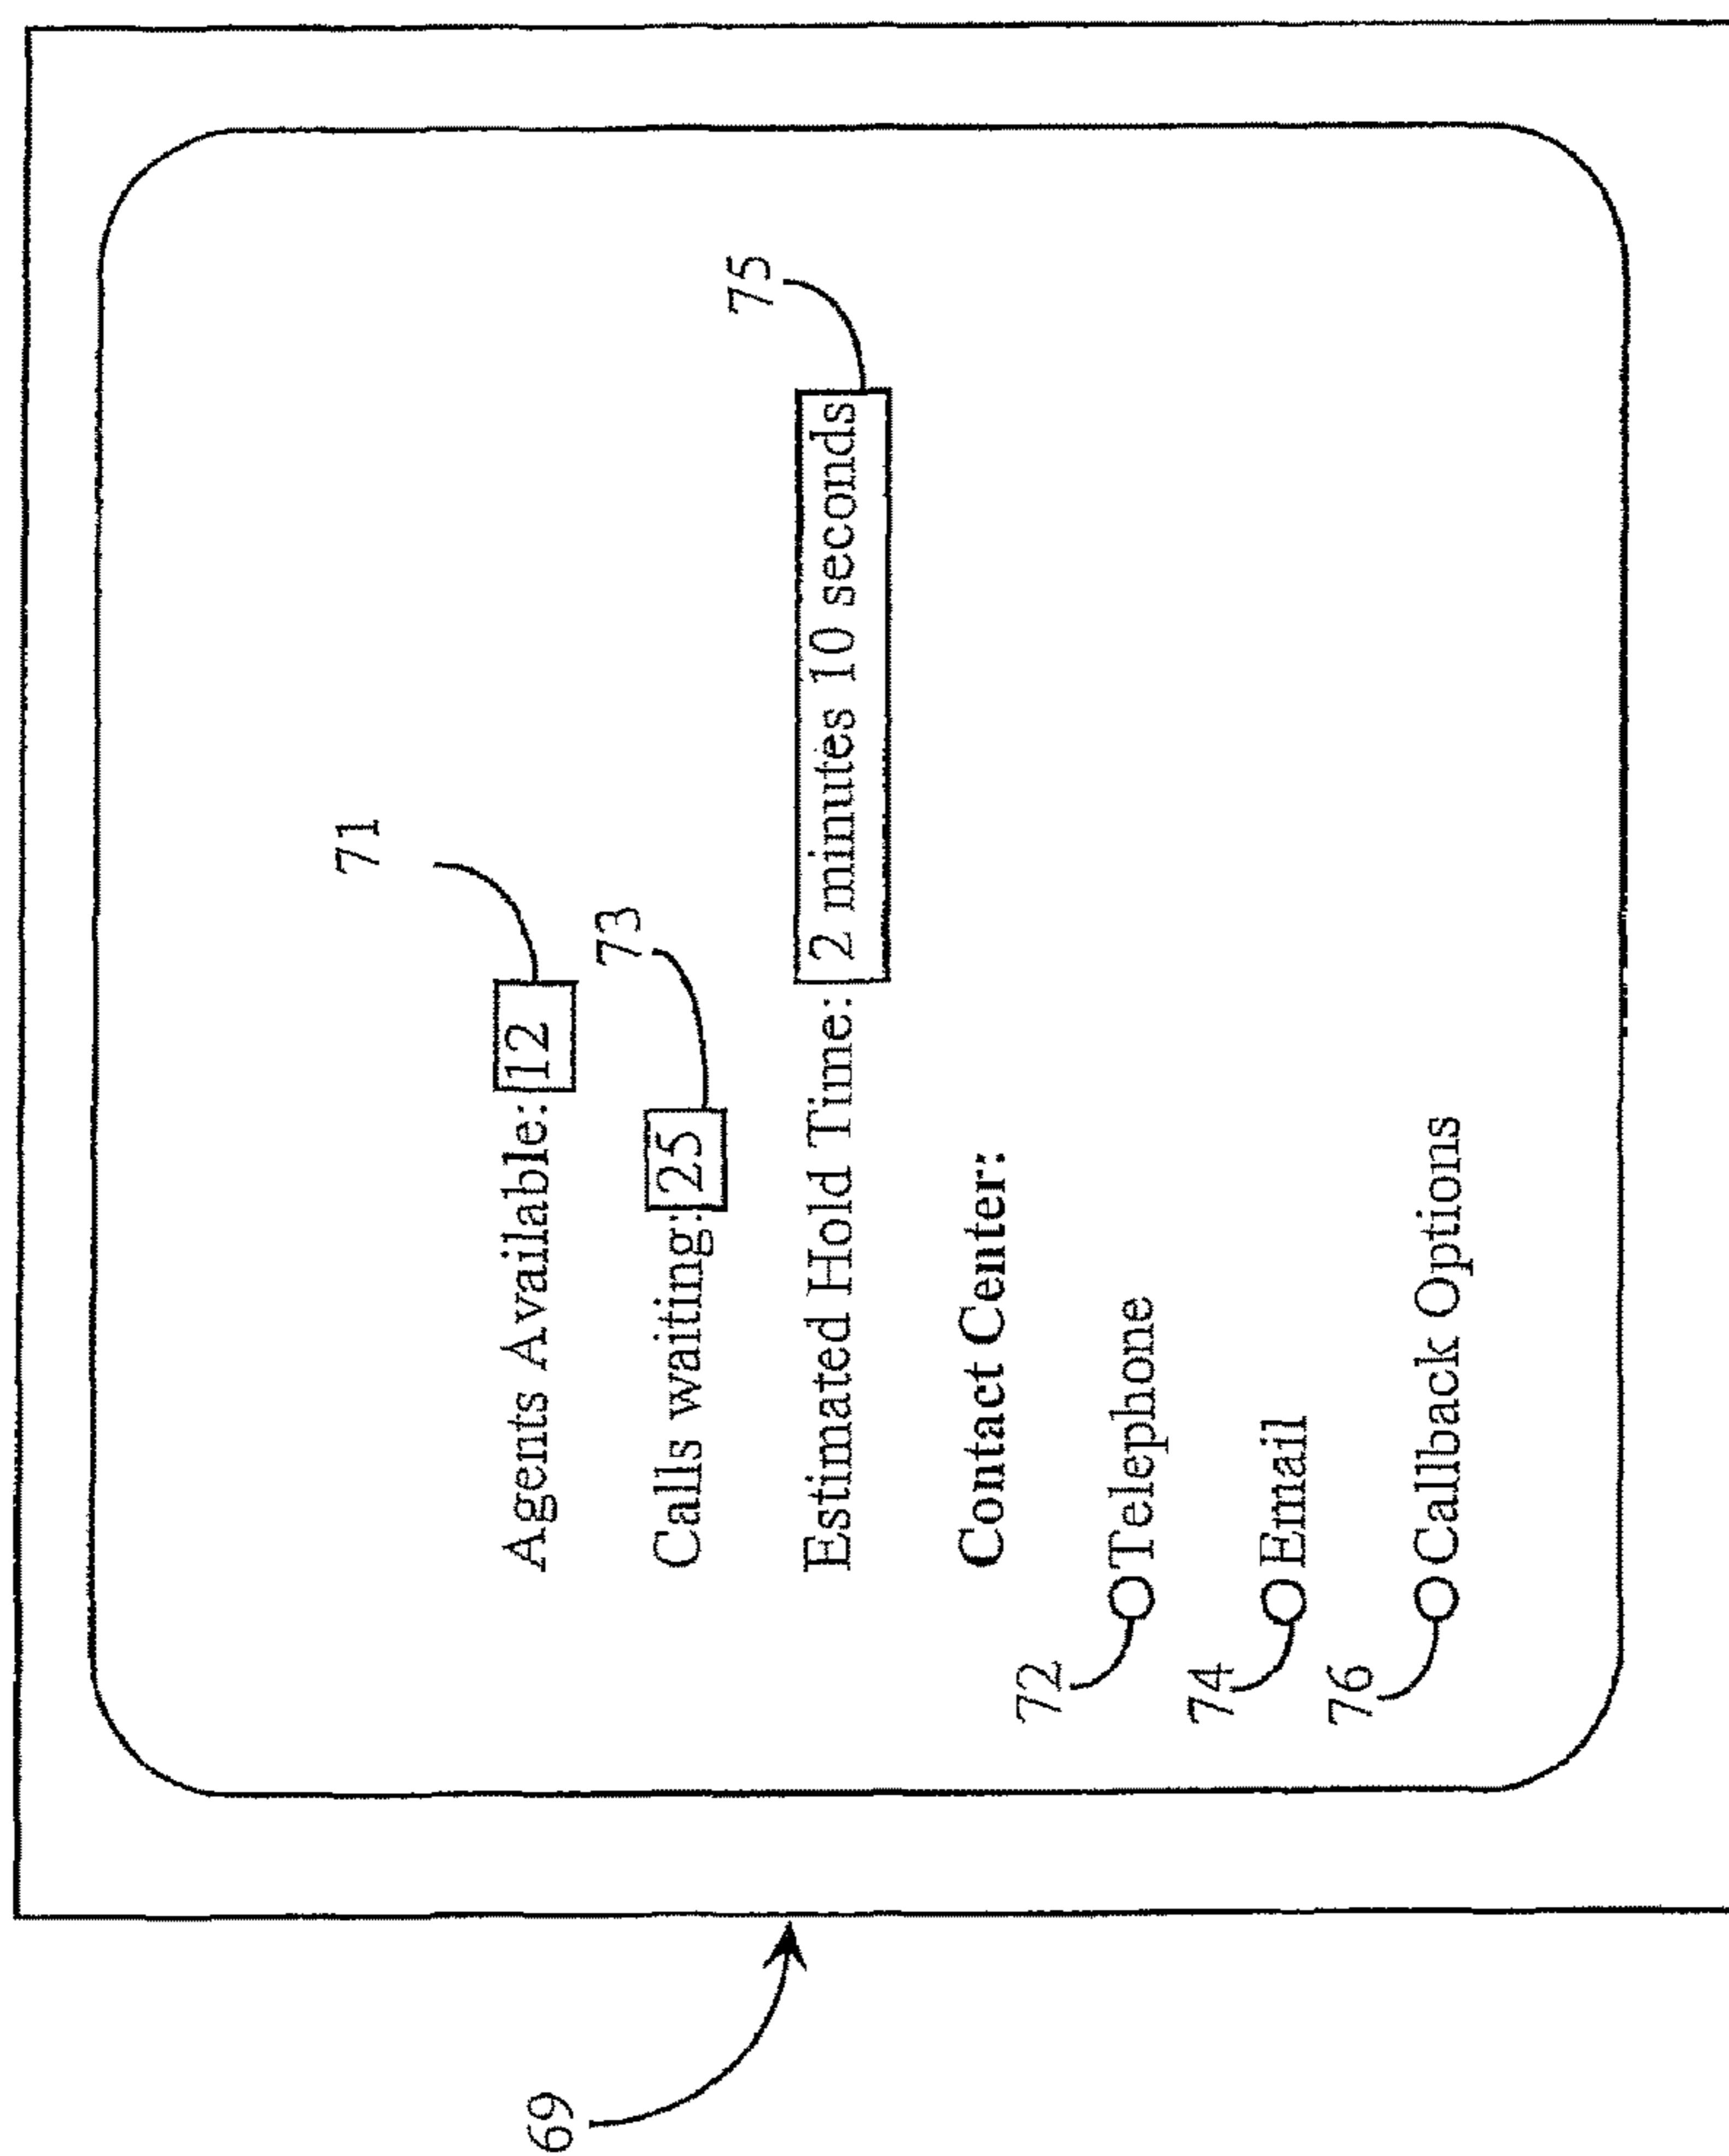 69
71
Agents Available: 12
73
Calls waiting: 25
75
Estimated Hold Time: 2 minutes 10 seconds
Contact Center:
72
Telephone
74
Email
76
Callback Options